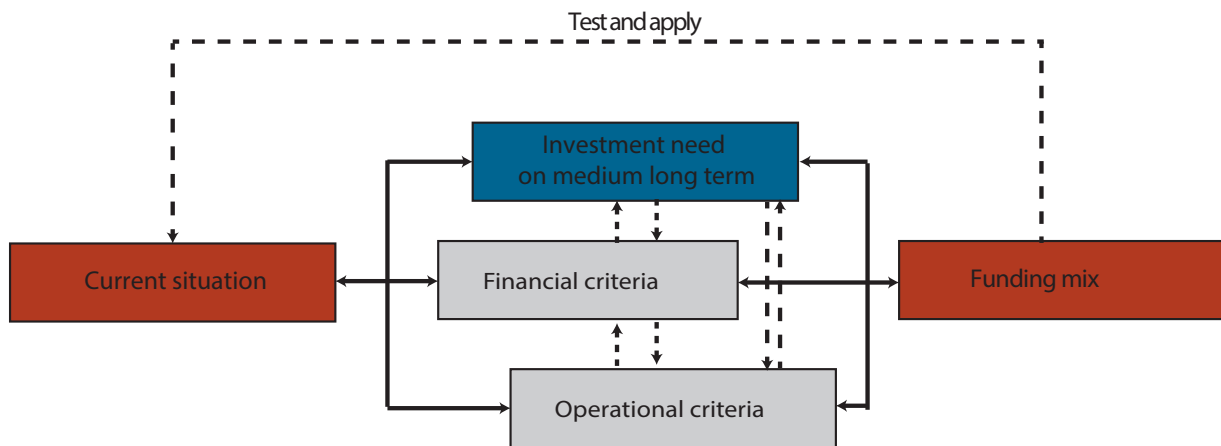 Test and apply
Investment need
on medium long term
Current situation
Financial criteria
Funding mix
Operational criteria